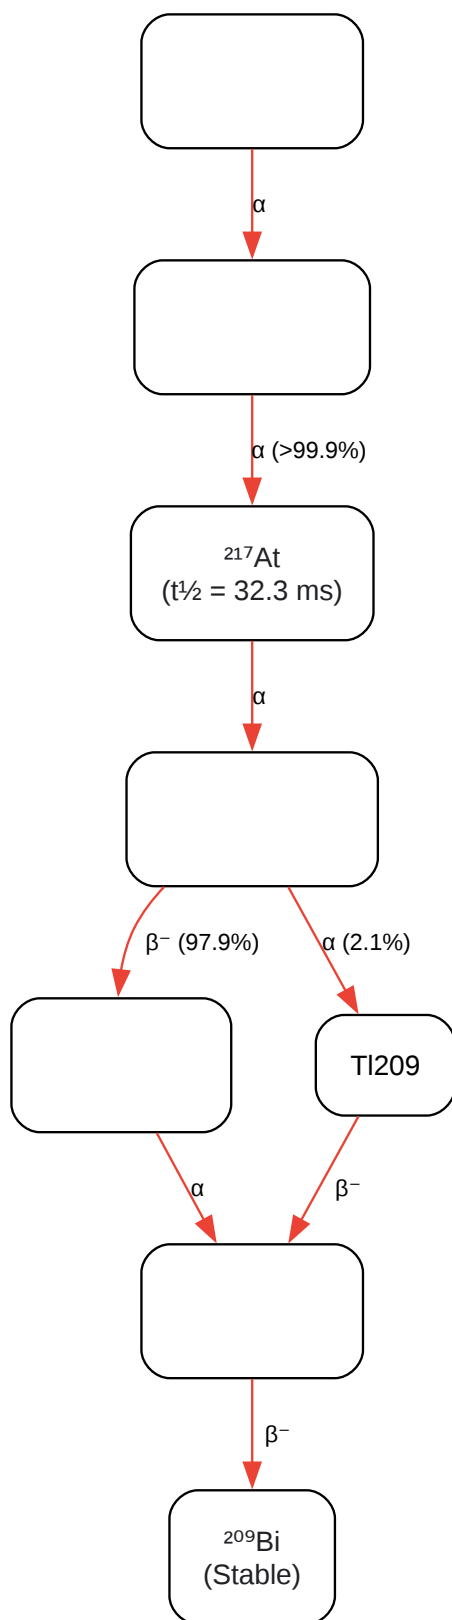 α
α (>99.9%)
²¹⁷At
(t½ = 32.3 ms)
α
β⁻ (97.9%)
α (2.1%)
Tl209
α
β⁻
β⁻
²⁰⁹Bi
(Stable)